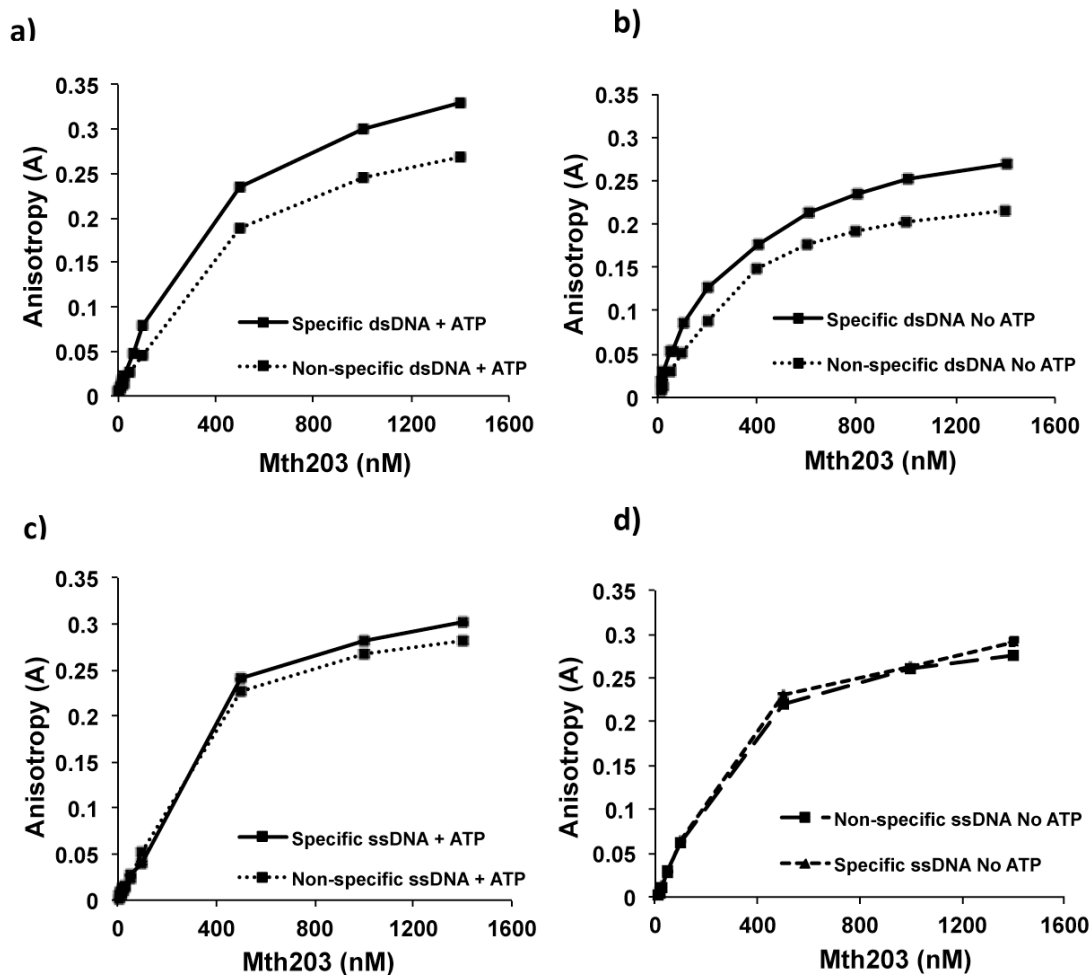 a)
0.35
0.3
0.25
0.2
0.15
0.1
0.05
0
Anisotropy (A)
Specific dsDNA + ATP
Non-specific dsDNA + ATP
0 400 800 1200 1600
Mth203 (nM)
b)
0.35
0.3
0.25
0.2
0.15
0.1
0.05
0
Anisotropy (A)
Specific dsDNA No ATP
Non-specific dsDNA No ATP
0 400 800 1200 1600
Mth203 (nM)
c)
0.35
0.3
0.25
0.2
0.15
0.1
0.05
0
Anisotropy (A)
Specific ssDNA + ATP
Non-specific ssDNA + ATP
0 400 800 1200 1600
Mth203 (nM)
d)
0.35
0.3
0.25
0.2
0.15
0.1
0.05
0
Anisotropy (A)
Non-specific ssDNA No ATP
Specific ssDNA No ATP
0 400 800 1200 1600
Mth203 (nM)